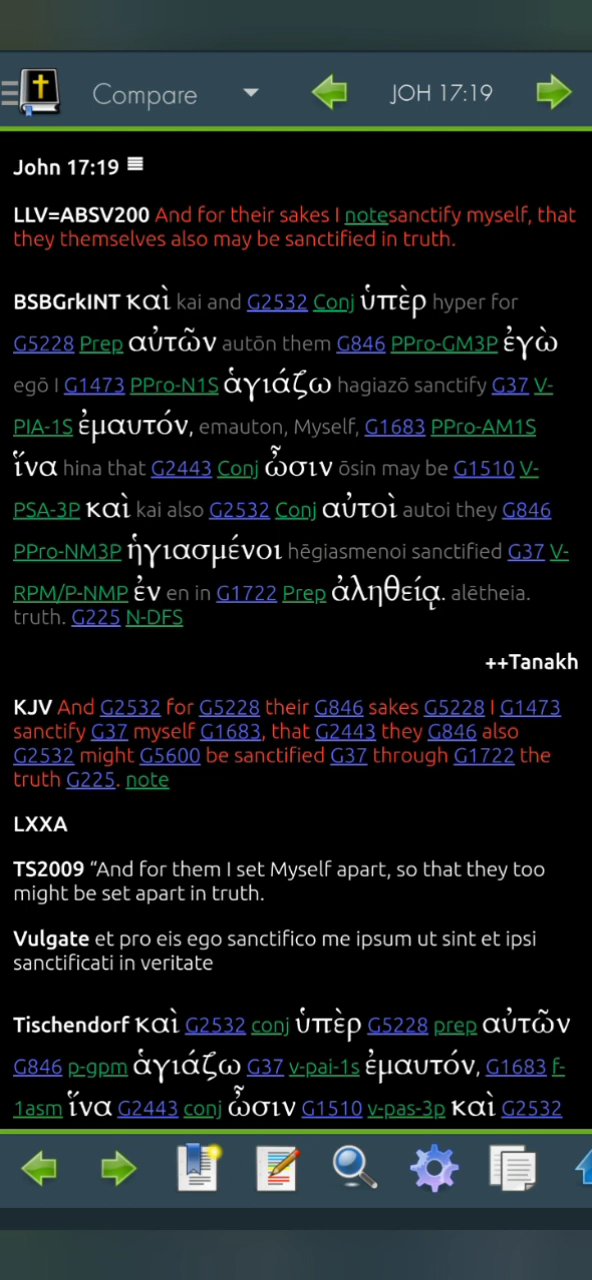 Compare
JOH 17:19
John 17:19
LLV=ABSV200 And for their sakes I notesanctify myself, that
they themselves also may be sanctified in truth.
BSBGrkINT καὶ kai and G2532 Conj ὑπὲρ hyper for
G5228 Prep αὐτῶν autōn them G846 PPro-GM3P ἐγὼ
egō I G1473 PPro-N1S ἁγιάζω hagiazō sanctify G37 V-
PIA-1S ἐμαυτόν, emauton, Myself, G1683 PPro-AM1S
ἵνα hina that G2443 Conj ὦσιν ōsin may be G1510 V-
PSA-3P καὶ kai also G2532 Conj αὐτοὶ autoi they G846
PPro-NM3P ἡγιασμένοι hēgiasmenoi sanctified G37 V-
RPM/P-NMP ἐν en in G1722 Prep ἀληθείᾳ. alētheia.
truth. G225 N-DFS
++Tanakh
KJV And G2532 for G5228 their G846 sakes G5228 I G1473
sanctify G37 myself G1683, that G2443 they G846 also
G2532 might G5600 be sanctified G37 through G1722 the
truth G225. note
LXXA
TS2009 “And for them I set Myself apart, so that they too
might be set apart in truth.
Vulgate et pro eis ego sanctifico me ipsum ut sint et ipsi
sanctificati in veritate
Tischendorf καὶ G2532 conj ὑπὲρ G5228 prep αὐτῶν
G846 p-gpm ἁγιάζω G37 v-pai-1s ἐμαυτόν, G1683 f-
1asm ἵνα G2443 conj ὦσιν G1510 v-pas-3p καὶ G2532